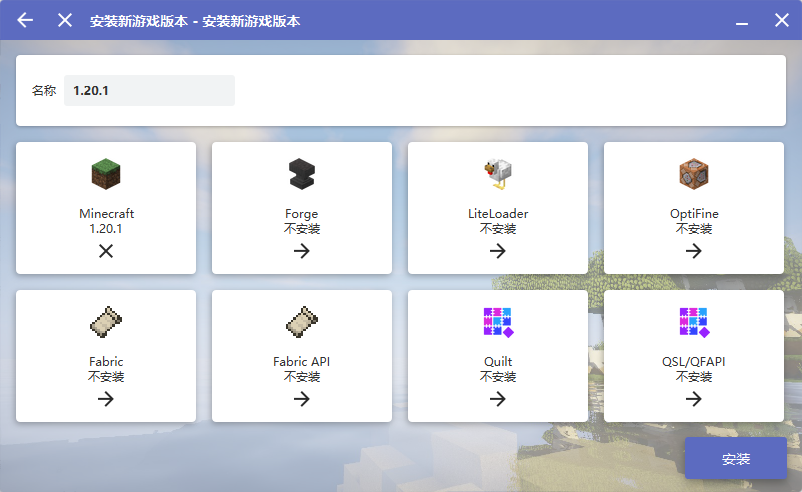 安装新游戏版本 - 安装新游戏版本
名称 1.20.1
Minecraft
1.20.1
Forge
不安装
LiteLoader
不安装
OptiFine
不安装
Fabric
不安装
Fabric API
不安装
Quilt
不安装
QSL/QFAPI
不安装
安装